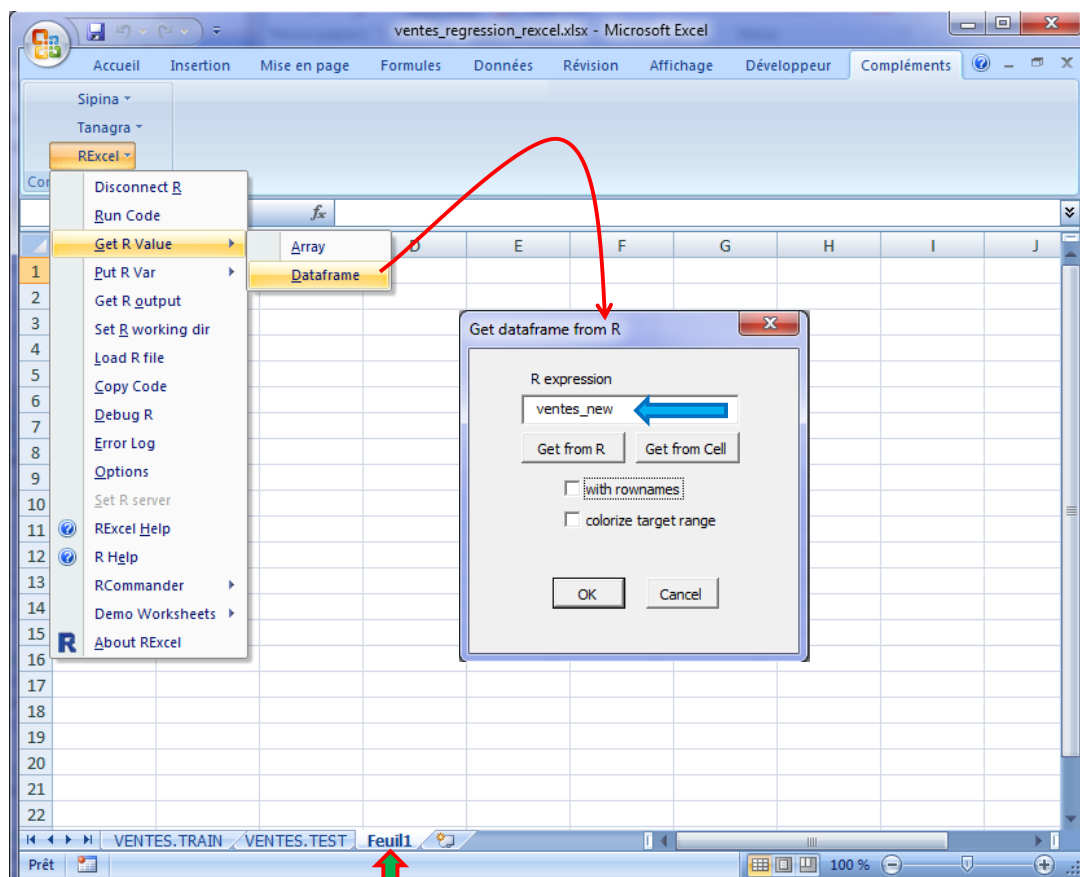 ventes_regression_rexcel.xlsx - Microsoft Excel
Accueil Insertion Mise en page Formules Données Révision Affichage Développeur Compléments
Sipina
Tanagra
RExcel
Cor
Disconnect R
Run Code
Get R Value
Put R Var
Get R output
Set R working dir
Load R file
Copy Code
Debug R
Error Log
Options
Set R server
RExcel Help
R Help
RCommander
Demo Worksheets
R About RExcel
Array
Dataframe
fx
D E F G H I J
1
2
3
4
5
6
7
8
9
10
11
12
13
14
15
16
17
18
19
20
21
22
Get dataframe from R
R expression
ventes_new
Get from R Get from Cell
with rownames
colorize target range
OK Cancel
VENTES.TRAIN VENTES.TEST Feuil1
Prêt 100 %